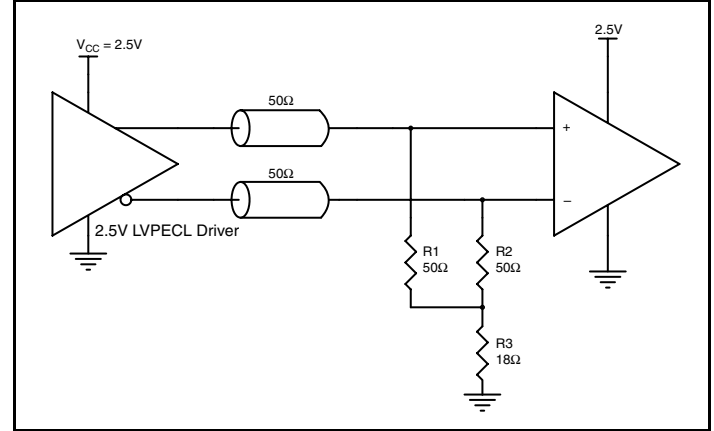 V_CC = 2.5V
2.5V
50Ω
+
50Ω
–
2.5V LVPECL Driver
R1
50Ω
R2
50Ω
R3
18Ω